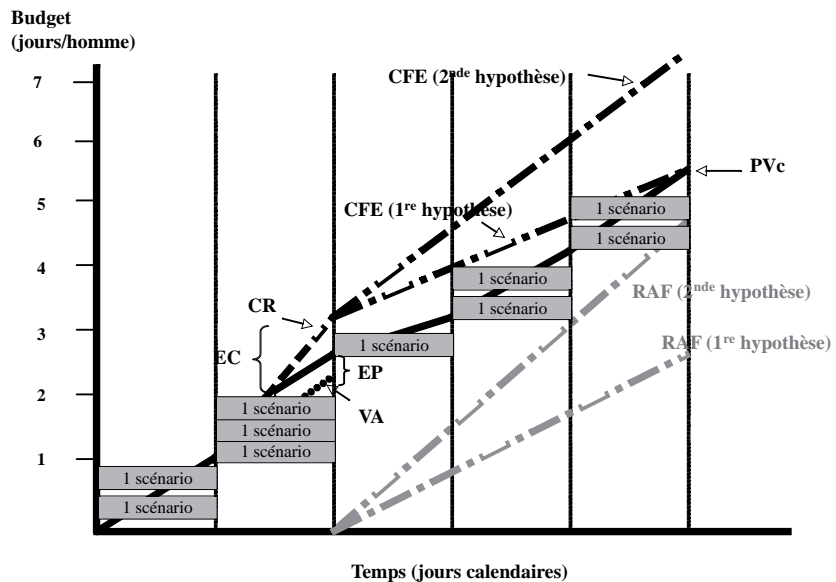 Budget
(jours/homme)
7
CFE (2nde hypothèse)
6
PVc
5
1 scénario
CFE (1re hypothèse)
1 scénario
4
1 scénario
RAF (2nde hypothèse)
CR
1 scénario
3
1 scénario
RAF (1re hypothèse)
EC
EP
2
1 scénario
VA
1 scénario
1 scénario
1
1 scénario
1 scénario
Temps (jours calendaires)